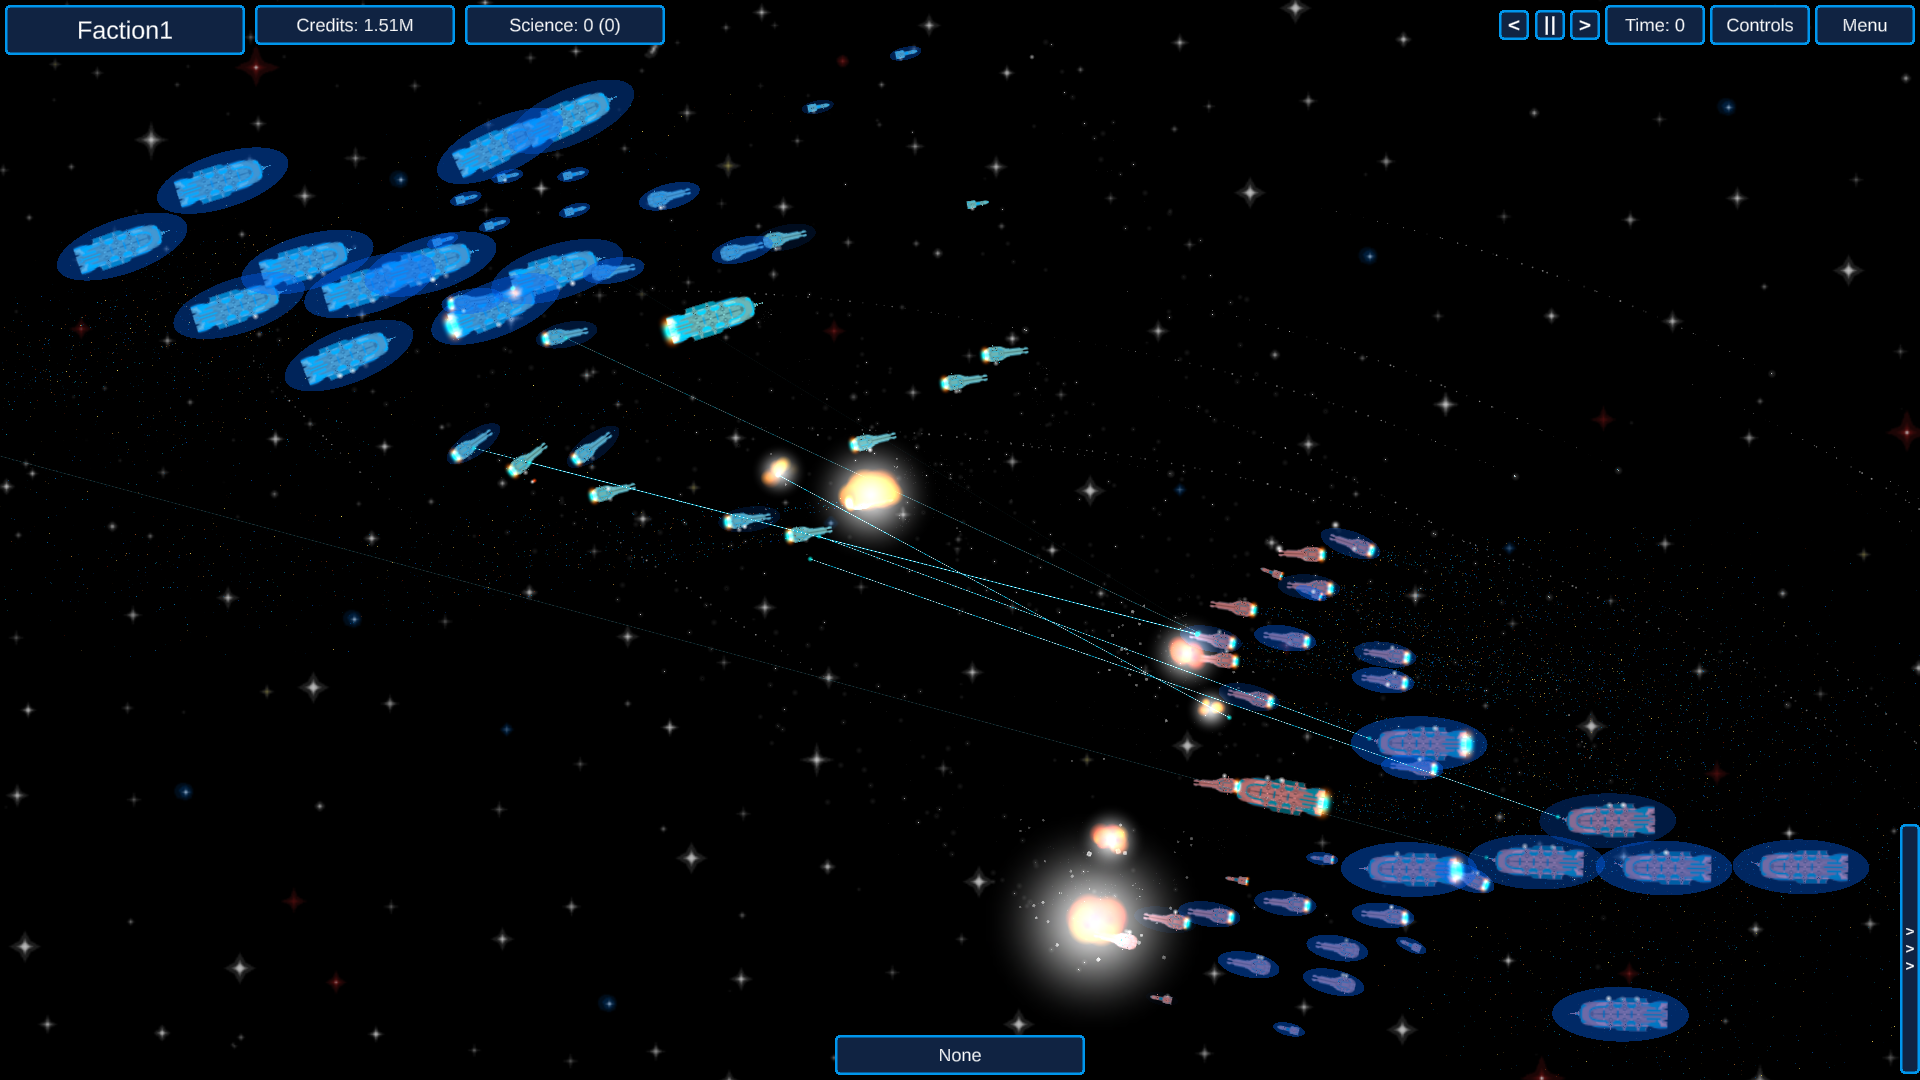 Faction1
Credits: 1.51M
Science: 0 (0)
<
||
>
Time: 0
Controls
Menu
>
>
>
None